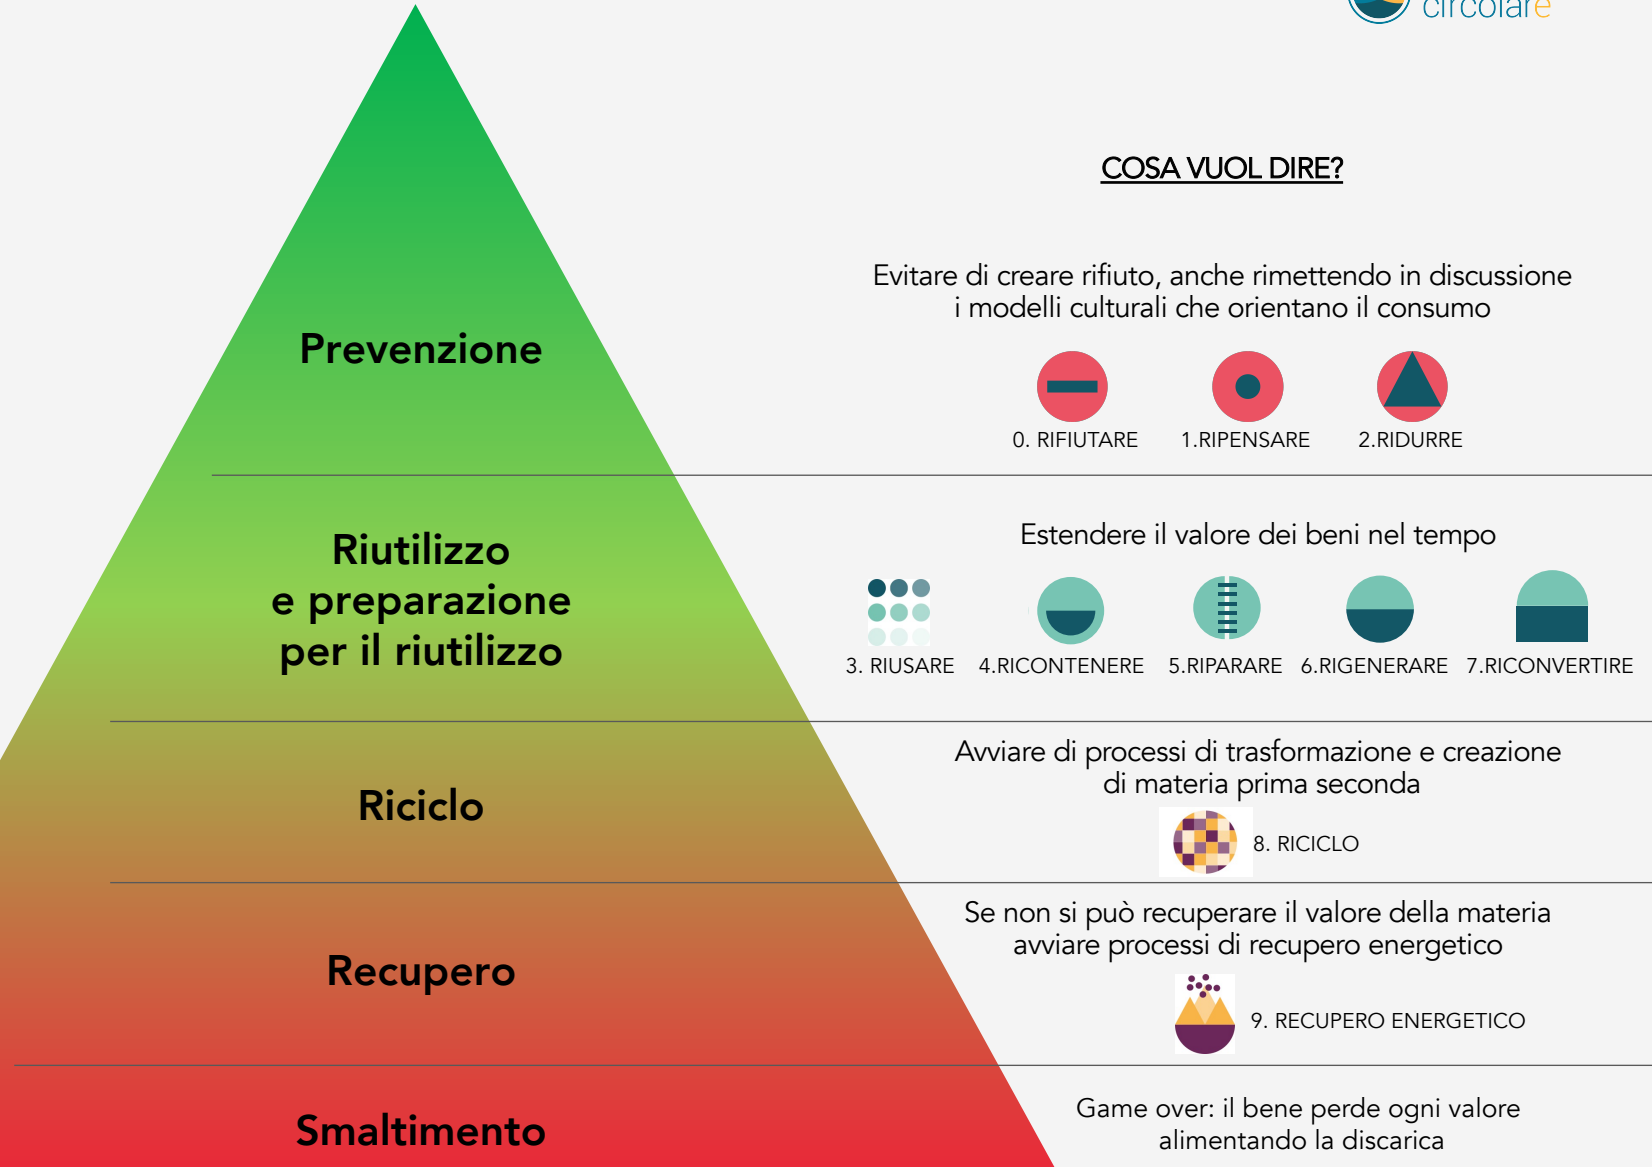 circolare
COSA VUOL DIRE?
Prevenzione
Evitare di creare rifiuto, anche rimettendo in discussione
i modelli culturali che orientano il consumo
0. RIFIUTARE
1.RIPENSARE
2.RIDURRE
Riutilizzo
e preparazione
per il riutilizzo
Estendere il valore dei beni nel tempo
3. RIUSARE
4.RICONTENERE
5.RIPARARE
6.RIGENERARE
7.RICONVERTIRE
Riciclo
Avviare di processi di trasformazione e creazione
di materia prima seconda
8. RICICLO
Recupero
Se non si può recuperare il valore della materia
avviare processi di recupero energetico
9. RECUPERO ENERGETICO
Smaltimento
Game over: il bene perde ogni valore
alimentando la discarica